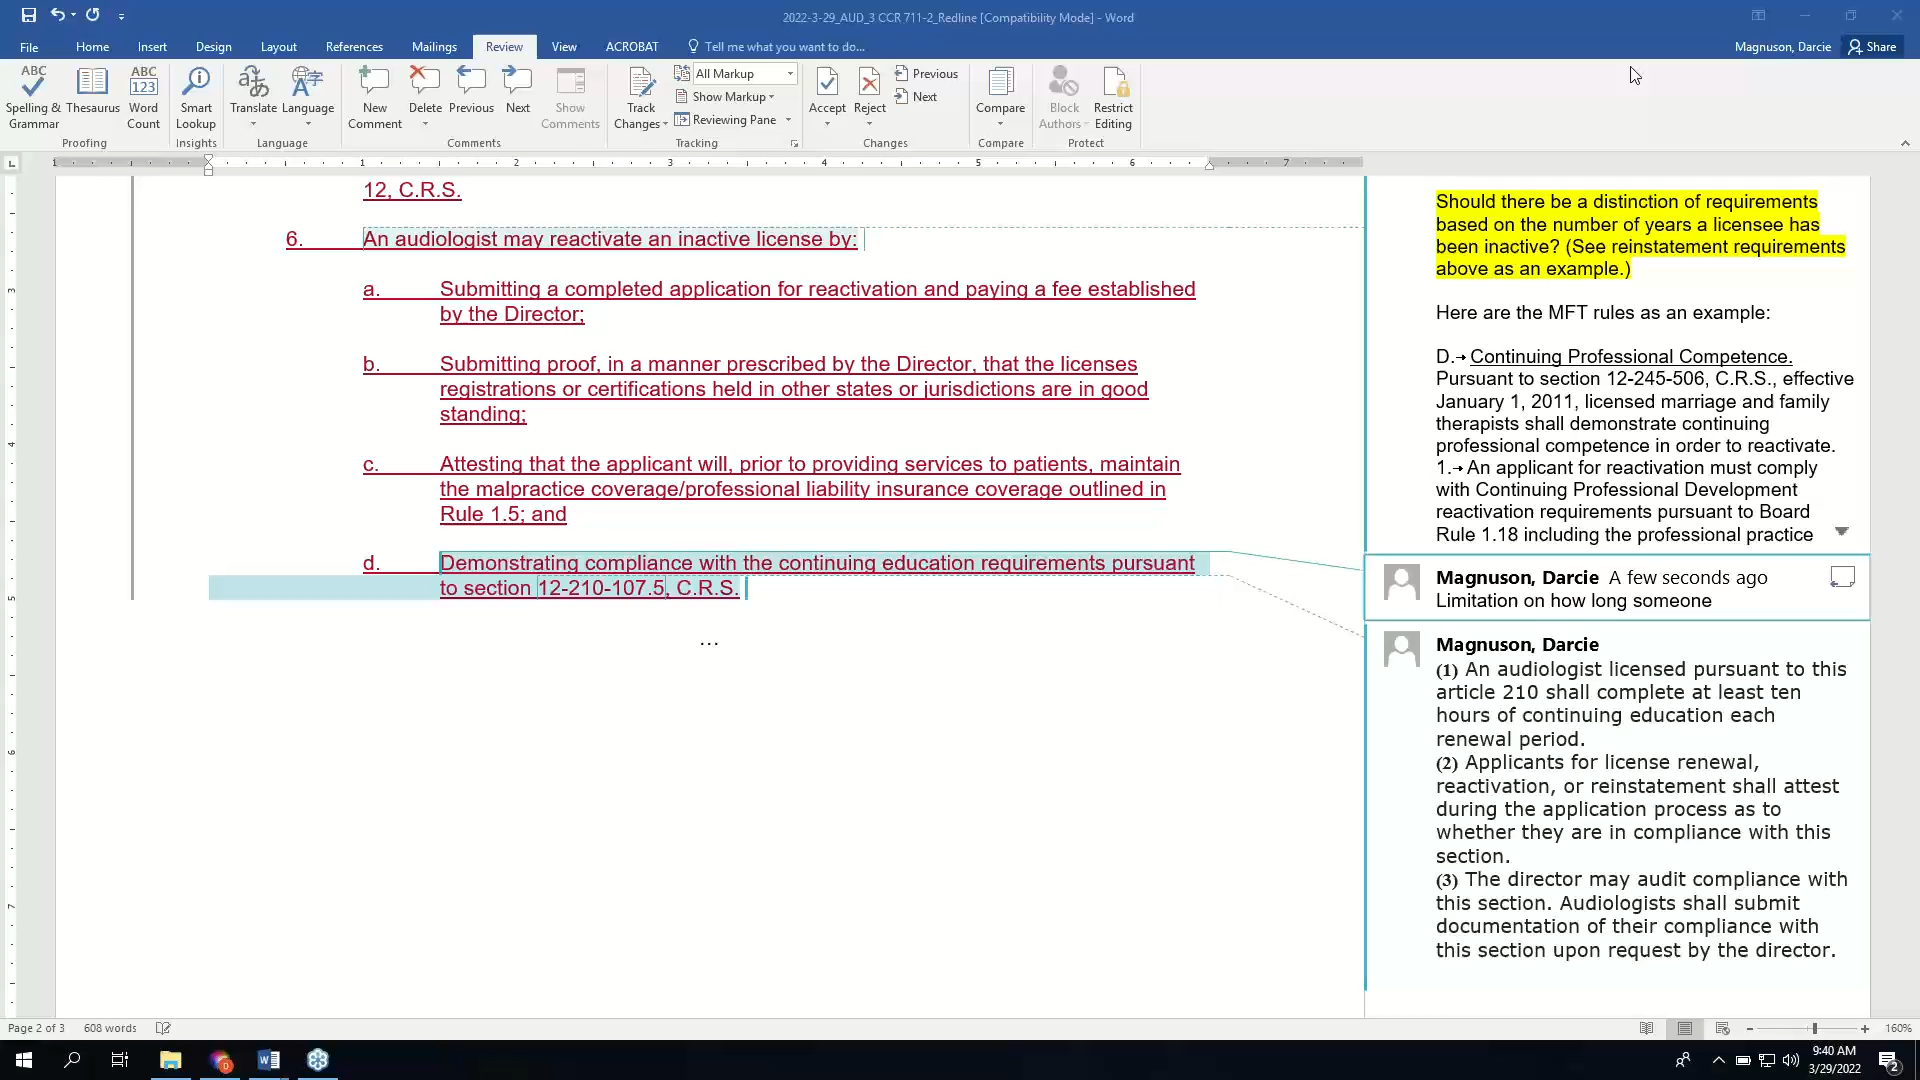 2022-3-29_AUD_3 CCR 711-2_Redline [Compatibility Mode] - Word
File Home Insert Design Layout References Mailings Review View ACROBAT Tell me what you want to do... Magnuson, Darcie Share
Spelling & Grammar
Thesaurus
Word Count
Smart Lookup
Translate
Language
New Comment
Delete
Previous
Next
Show Comments
Track Changes
All Markup
Show Markup
Reviewing Pane
Accept
Reject
Previous
Next
Compare
Block Authors
Restrict Editing
Proofing Insights Language Comments Tracking Changes Compare Protect
1 1 2 3 4 5 6 7
12, C.R.S.
6. An audiologist may reactivate an inactive license by:
a. Submitting a completed application for reactivation and paying a fee established
by the Director;
b. Submitting proof, in a manner prescribed by the Director, that the licenses
registrations or certifications held in other states or jurisdictions are in good
standing;
c. Attesting that the applicant will, prior to providing services to patients, maintain
the malpractice coverage/professional liability insurance coverage outlined in
Rule 1.5; and
d. Demonstrating compliance with the continuing education requirements pursuant
to section 12-210-107.5, C.R.S.
…
Should there be a distinction of requirements
based on the number of years a licensee has
been inactive? (See reinstatement requirements
above as an example.)
Here are the MFT rules as an example:
D.→ Continuing Professional Competence.
Pursuant to section 12-245-506, C.R.S., effective
January 1, 2011, licensed marriage and family
therapists shall demonstrate continuing
professional competence in order to reactivate.
1.→ An applicant for reactivation must comply
with Continuing Professional Development
reactivation requirements pursuant to Board
Rule 1.18 including the professional practice
Magnuson, Darcie A few seconds ago
Limitation on how long someone
Magnuson, Darcie
(1) An audiologist licensed pursuant to this
article 210 shall complete at least ten
hours of continuing education each
renewal period.
(2) Applicants for license renewal,
reactivation, or reinstatement shall attest
during the application process as to
whether they are in compliance with this
section.
(3) The director may audit compliance with
this section. Audiologists shall submit
documentation of their compliance with
this section upon request by the director.
3
4
5
6
7
Page 2 of 3 608 words 160%
9:40 AM
3/29/2022
2